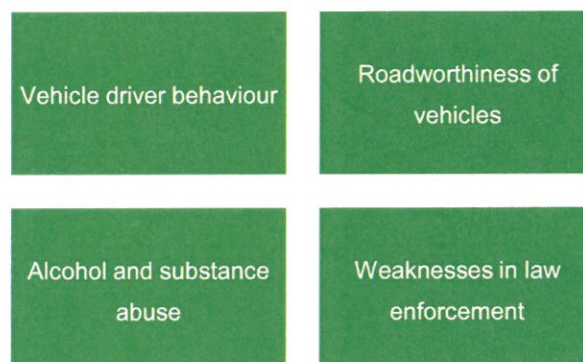 Vehicle driver behaviour
Roadworthiness of
vehicles
Alcohol and substance
abuse
Weaknesses in law
enforcement